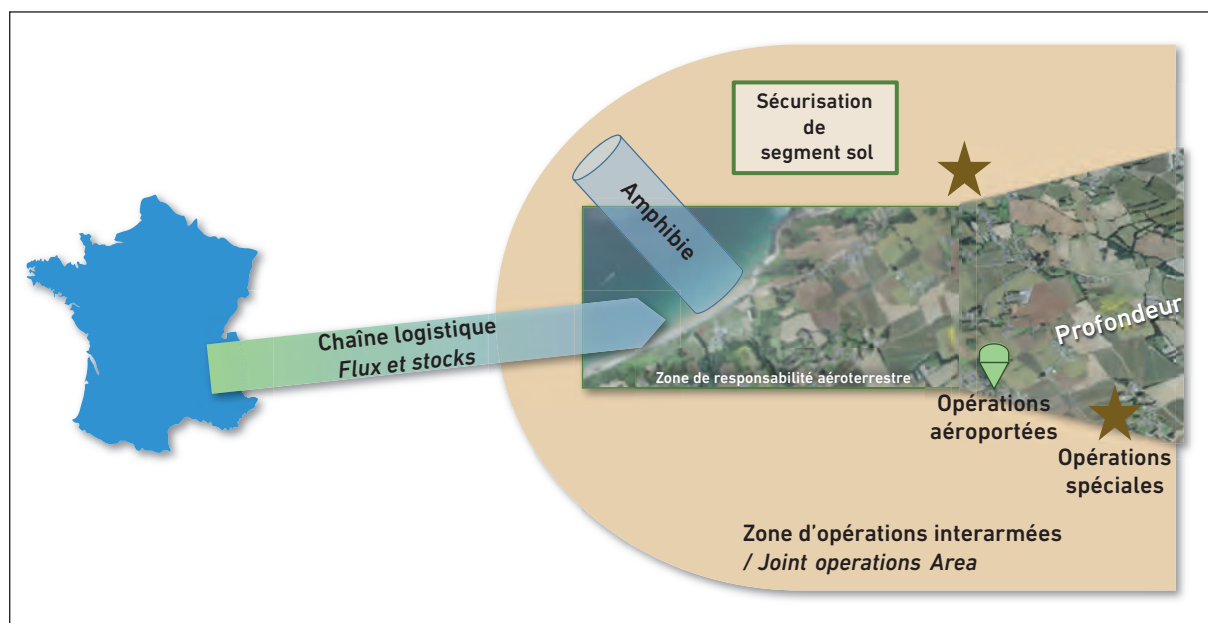 Sécurisation
de
segment sol
Amphibie
Chaîne logistique
Flux et stocks
Profondeur
Zone de responsabilité aéroterrestre
Opérations
aéroportées
Opérations
spéciales
Zone d’opérations interarmées
/ Joint operations Area